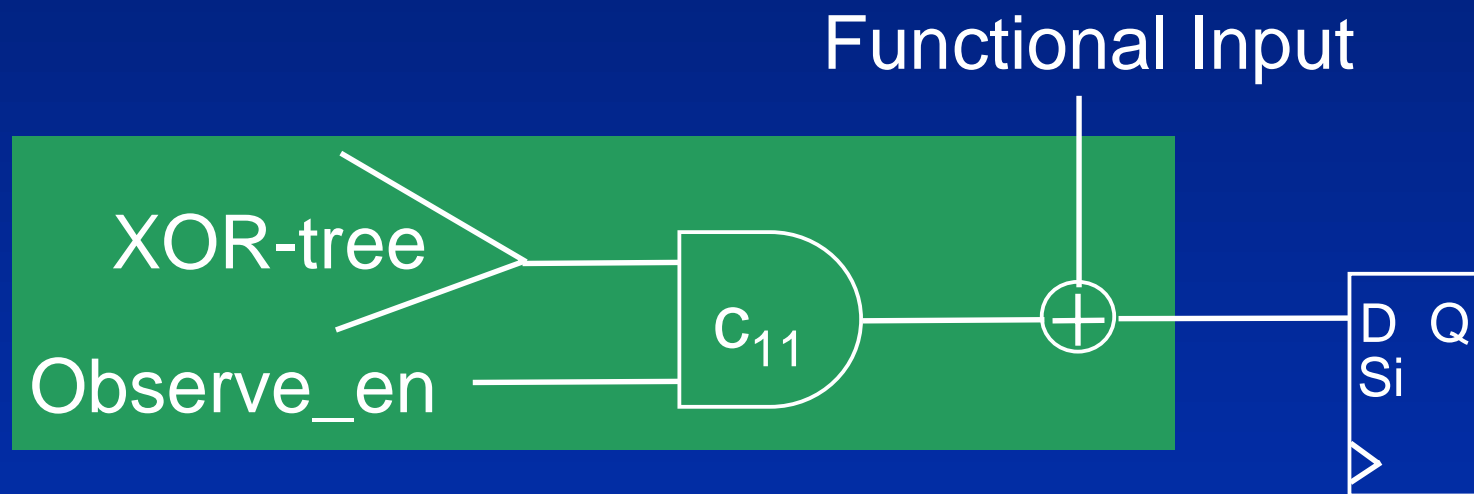 Functional Input
XOR-tree
Observe_en
c₁₁
D Q
Si